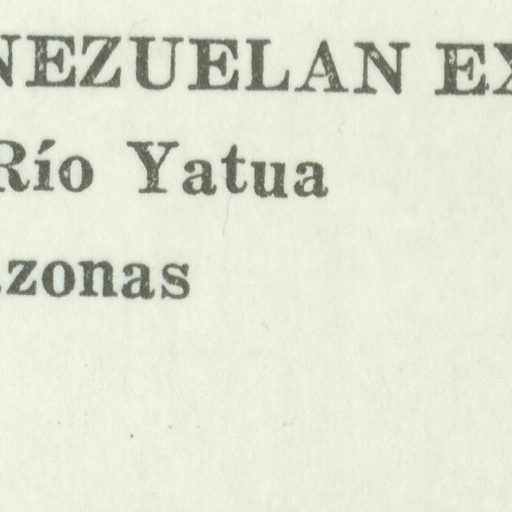 NEZUELAN EX
Río Yatua
zonas